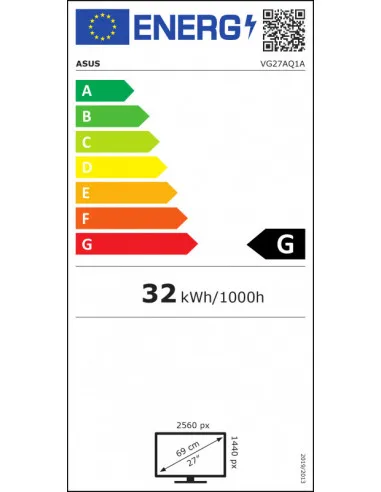 ENERG
ASUS VG27AQ1A
A
B
C
D
E
F
G G
32 kWh/1000h
2560 px
69 cm
27"
1440 px
2019/2013